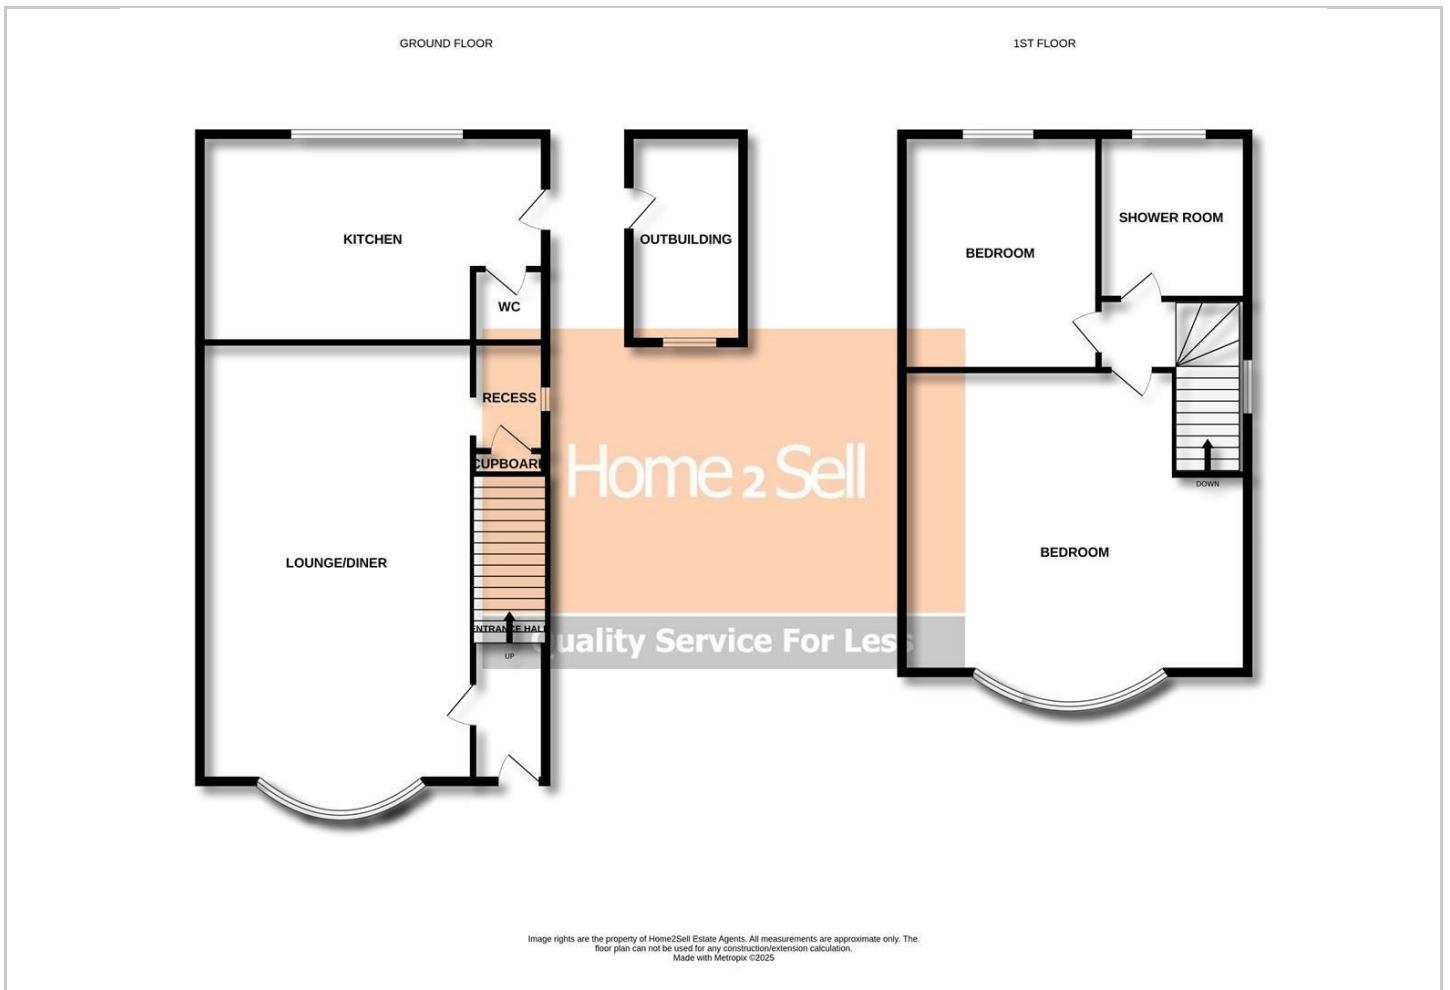 GROUND FLOOR
1ST FLOOR
KITCHEN
WC
OUTBUILDING
BEDROOM
SHOWER ROOM
RECESS
CUPBOARD
LOUNGE/DINER
ENTRANCE HALL
UP
DOWN
BEDROOM
Home 2 Sell
Quality Service For Less
Image rights are the property of Home2Sell Estate Agents. All measurements are approximate only. The
floor plan can not be used for any construction/extension calculation.
Made with Metropix ©2025